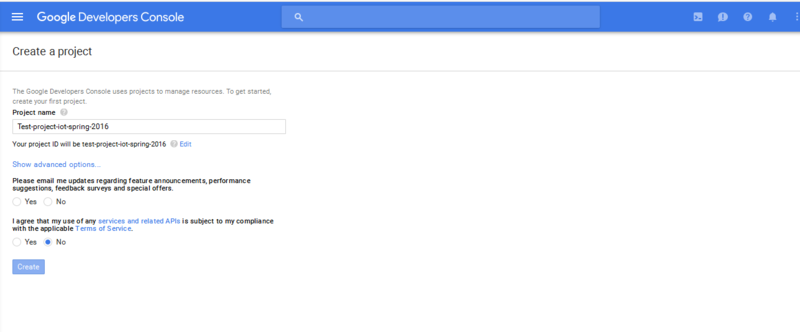 Google Developers Console
Create a project
The Google Developers Console uses projects to manage resources. To get started,
create your first project.
Project name
Test-project-iot-spring-2016
Your project ID will be test-project-iot-spring-2016 Edit
Show advanced options...
Please email me updates regarding feature announcements, performance
suggestions, feedback surveys and special offers.
Yes No
I agree that my use of any services and related APIs is subject to my compliance
with the applicable Terms of Service.
Yes No
Create